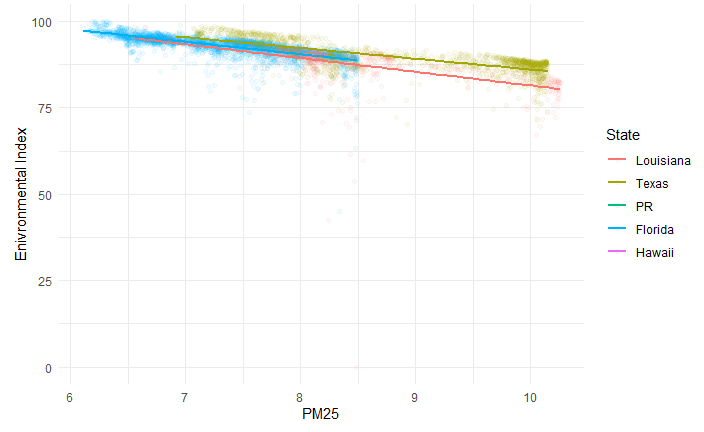 100
75
50
25
0
Enivronmental Index
6
7
8
9
10
PM25
State
Louisiana
Texas
PR
Florida
Hawaii